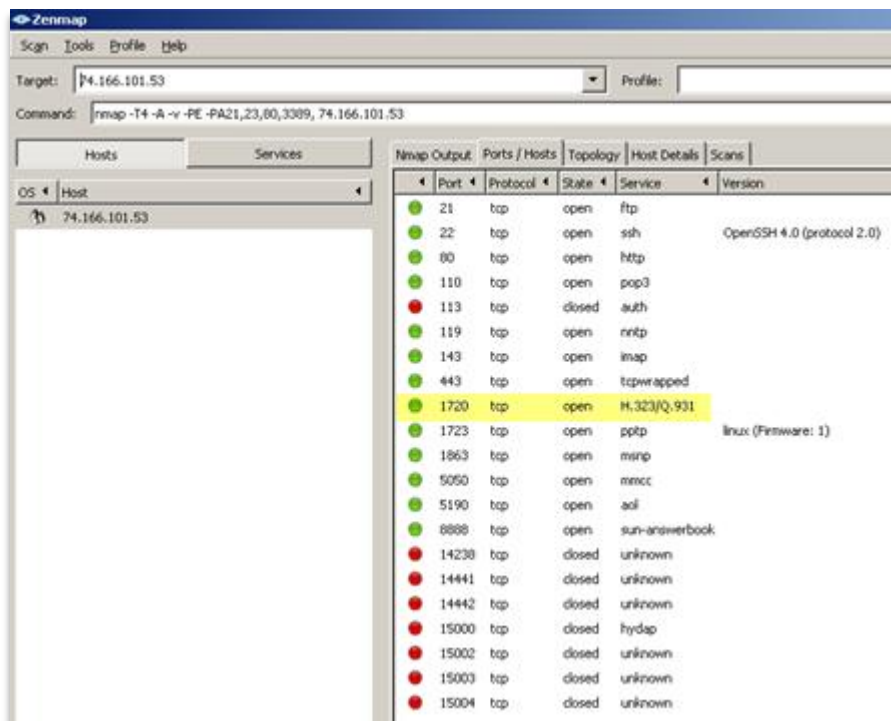 Zenmap
Scan Tools Profile Help
Target: 74.166.101.53 Profile:
Command: nmap -T4 -A -v -PE -PA21,23,80,3389, 74.166.101.53
Hosts Services
Nmap Output Ports / Hosts Topology Host Details Scans
OS Host
Port Protocol State Service Version
74.166.101.53
21 tcp open ftp
22 tcp open ssh OpenSSH 4.0 (protocol 2.0)
80 tcp open http
110 tcp open pop3
113 tcp closed auth
119 tcp open nntp
143 tcp open imap
443 tcp open tcpwrapped
1720 tcp open H.323/Q.931
1723 tcp open pptp linux (Firmware: 1)
1863 tcp open msnp
5050 tcp open mmcc
5190 tcp open aol
8888 tcp open sun-answerbook
14238 tcp closed unknown
14441 tcp closed unknown
14442 tcp closed unknown
15000 tcp closed hydap
15002 tcp closed unknown
15003 tcp closed unknown
15004 tcp closed unknown